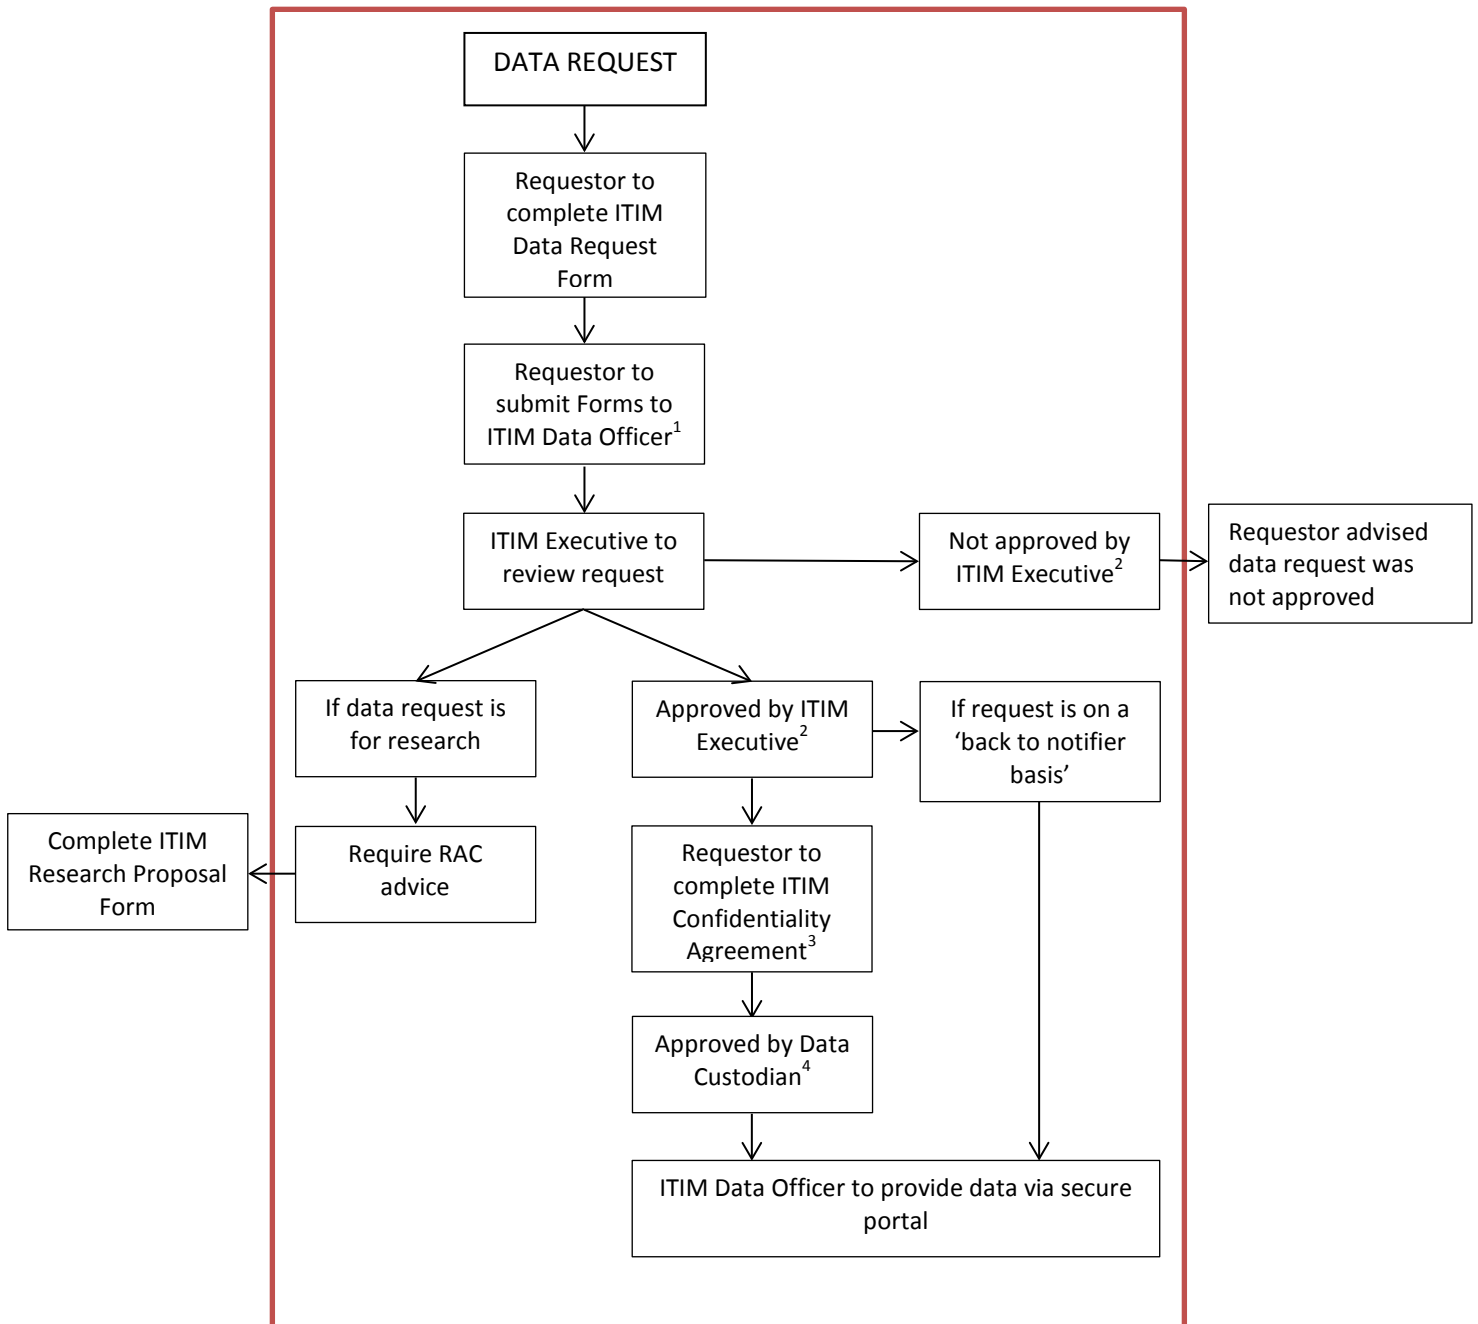 DATA REQUEST
Requestor to
complete ITIM
Data Request
Form
Requestor to
submit Forms to
ITIM Data Officer1
ITIM Executive to
review request
Not approved by
ITIM Executive2
Requestor advised
data request was
not approved
If data request is
for research
Approved by ITIM
Executive2
If request is on a
‘back to notifier
basis’
Complete ITIM
Research Proposal
Form
Require RAC
advice
Requestor to
complete ITIM
Confidentiality
Agreement3
Approved by Data
Custodian4
ITIM Data Officer to provide data via secure
portal